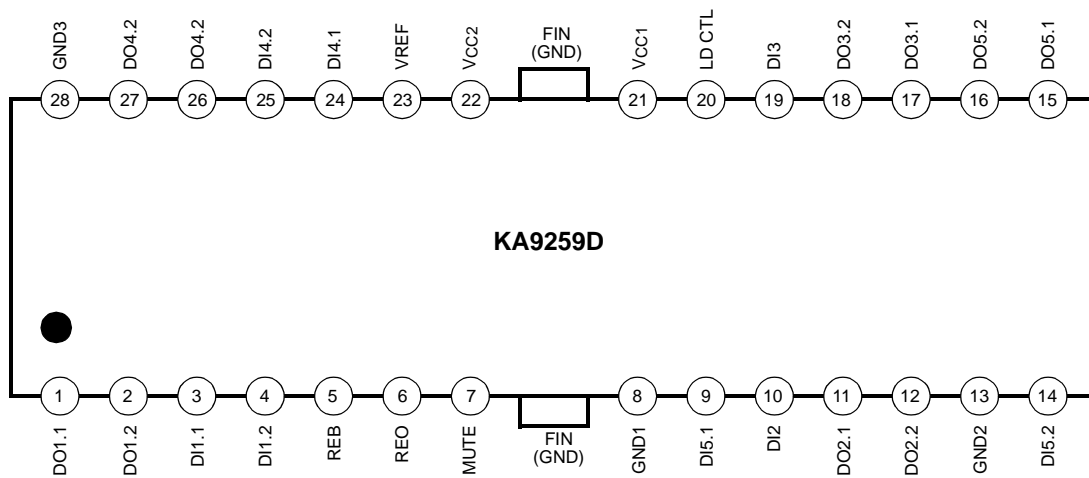 GND3
DO4.2
DO4.2
DI4.2
DI4.1
VREF
VCC2
FIN
(GND)
VCC1
LD CTL
DI3
DO3.2
DO3.1
DO5.2
DO5.1
28
27
26
25
24
23
22
21
20
19
18
17
16
15
KA9259D
1
2
3
4
5
6
7
8
9
10
11
12
13
14
DO1.1
DO1.2
DI1.1
DI1.2
REB
REO
MUTE
FIN
(GND)
GND1
DI5.1
DI2
DO2.1
DO2.2
GND2
DI5.2